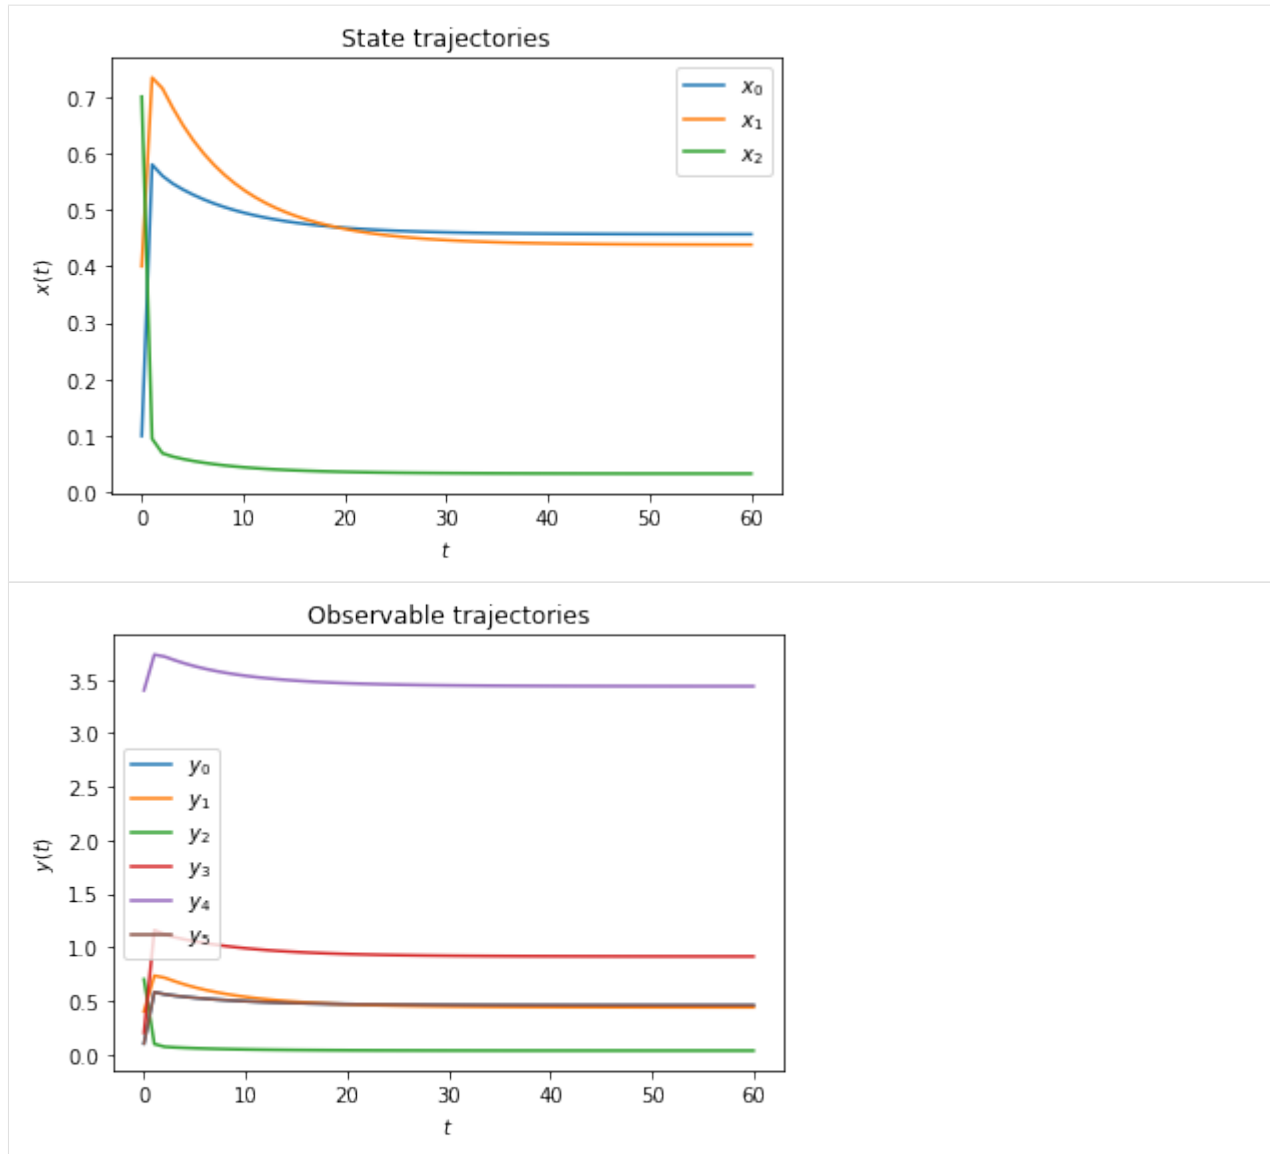 State trajectories
x(t)
0.7
0.6
0.5
0.4
0.3
0.2
0.1
0.0
x₀
x₁
x₂
0 10 20 30 40 50 60
t
Observable trajectories
y(t)
3.5
3.0
2.5
2.0
1.5
1.0
0.5
0.0
y₀
y₁
y₂
y₃
y₄
y₅
0 10 20 30 40 50 60
t